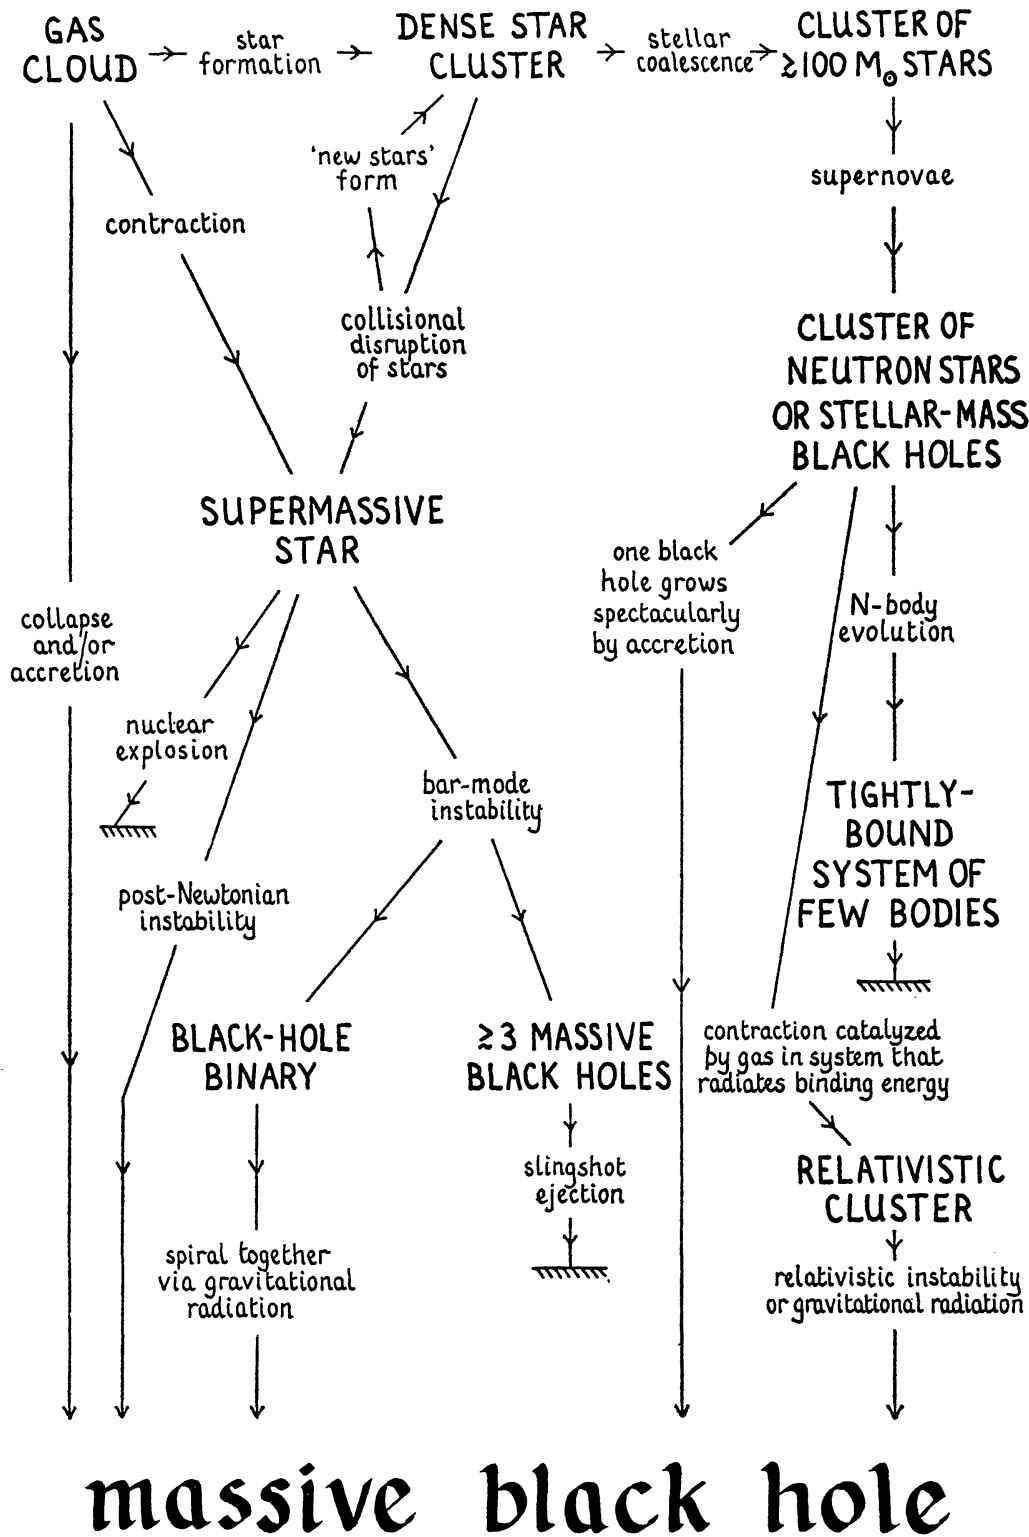 GAS
CLOUD
star
formation
DENSE STAR
CLUSTER
stellar
coalescence
CLUSTER OF
≥100 M⊙ STARS
'new stars'
form
supernovae
contraction
collisional
disruption
of stars
CLUSTER OF
NEUTRON STARS
OR STELLAR-MASS
BLACK HOLES
SUPERMASSIVE
STAR
one black
hole grows
spectacularly
by accretion
N-body
evolution
collapse
and/or
accretion
nuclear
explosion
bar-mode
instability
TIGHTLY-
BOUND
SYSTEM OF
FEW BODIES
post-Newtonian
instability
BLACK-HOLE
BINARY
≥3 MASSIVE
BLACK HOLES
contraction catalyzed
by gas in system that
radiates binding energy
slingshot
ejection
RELATIVISTIC
CLUSTER
spiral together
via gravitational
radiation
relativistic instability
or gravitational radiation
massive black hole